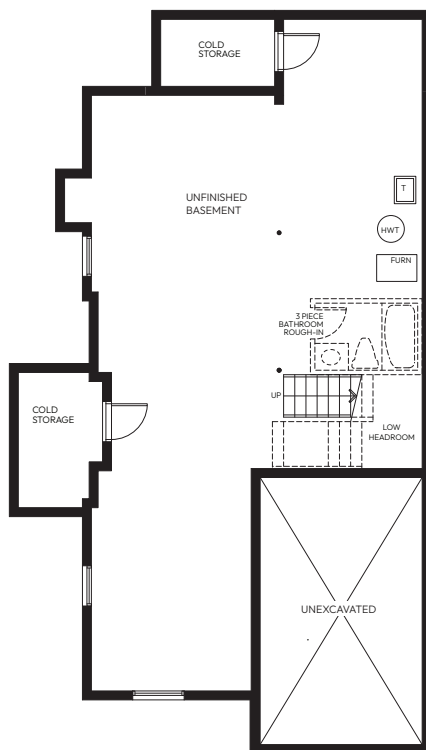 COLD
STORAGE
UNFINISHED
BASEMENT
T
HWT
FURN
3 PIECE
BATHROOM
ROUGH-IN
UP
COLD
STORAGE
LOW
HEADROOM
UNEXCAVATED